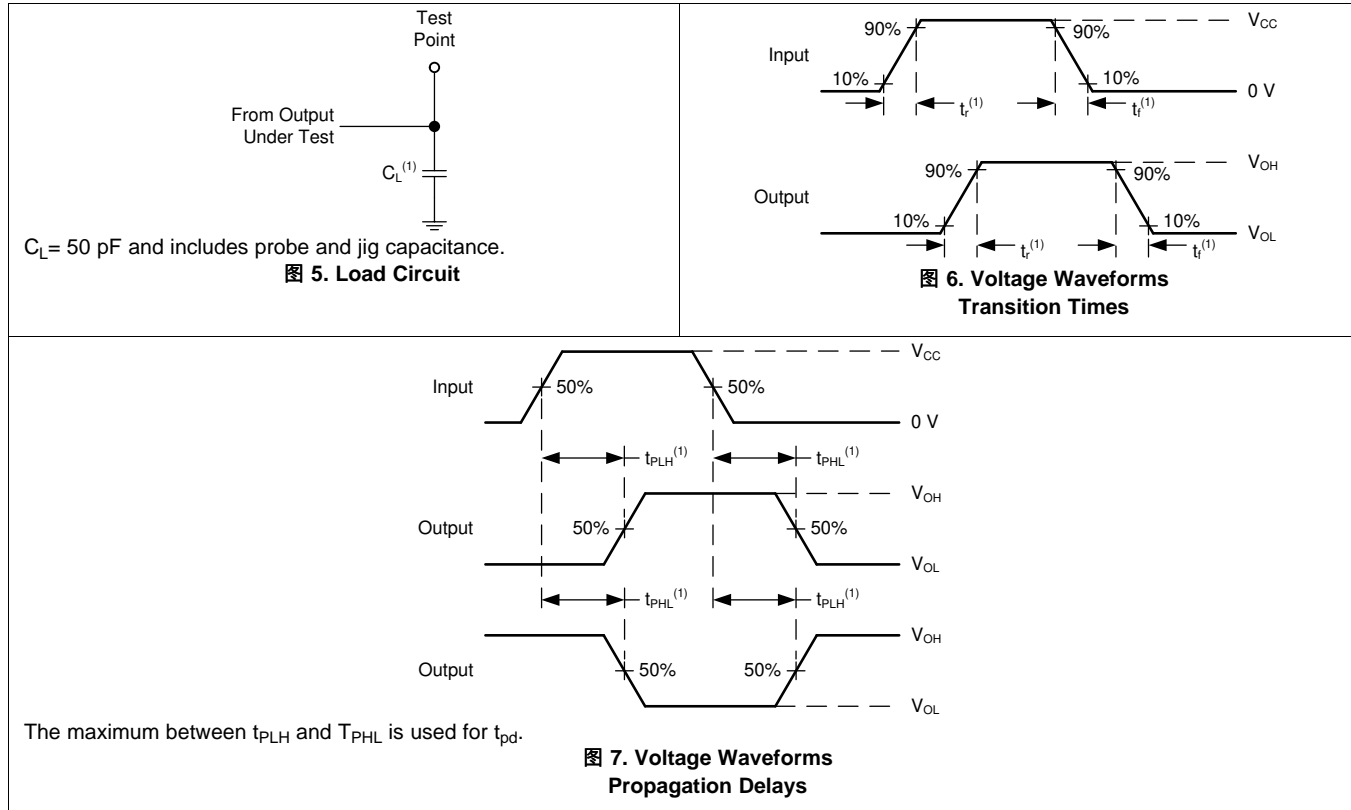 Test
Point
From Output
Under Test
C_L(1)
C_L= 50 pF and includes probe and jig capacitance.
图 5. Load Circuit
V_CC
90%
90%
Input
10%
10%
0 V
t_r(1)
t_f(1)
V_OH
90%
90%
Output
10%
10%
V_OL
t_r(1)
t_f(1)
图 6. Voltage Waveforms
Transition Times
V_CC
Input
50%
50%
0 V
t_PLH(1)
t_PHL(1)
V_OH
Output
50%
50%
V_OL
t_PHL(1)
t_PLH(1)
V_OH
Output
50%
50%
V_OL
The maximum between t_PLH and T_PHL is used for t_pd.
图 7. Voltage Waveforms
Propagation Delays